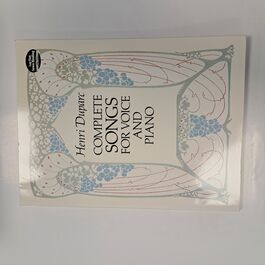 Henri Duparc
COMPLETE
SONGS
FOR VOICE
AND
PIANO